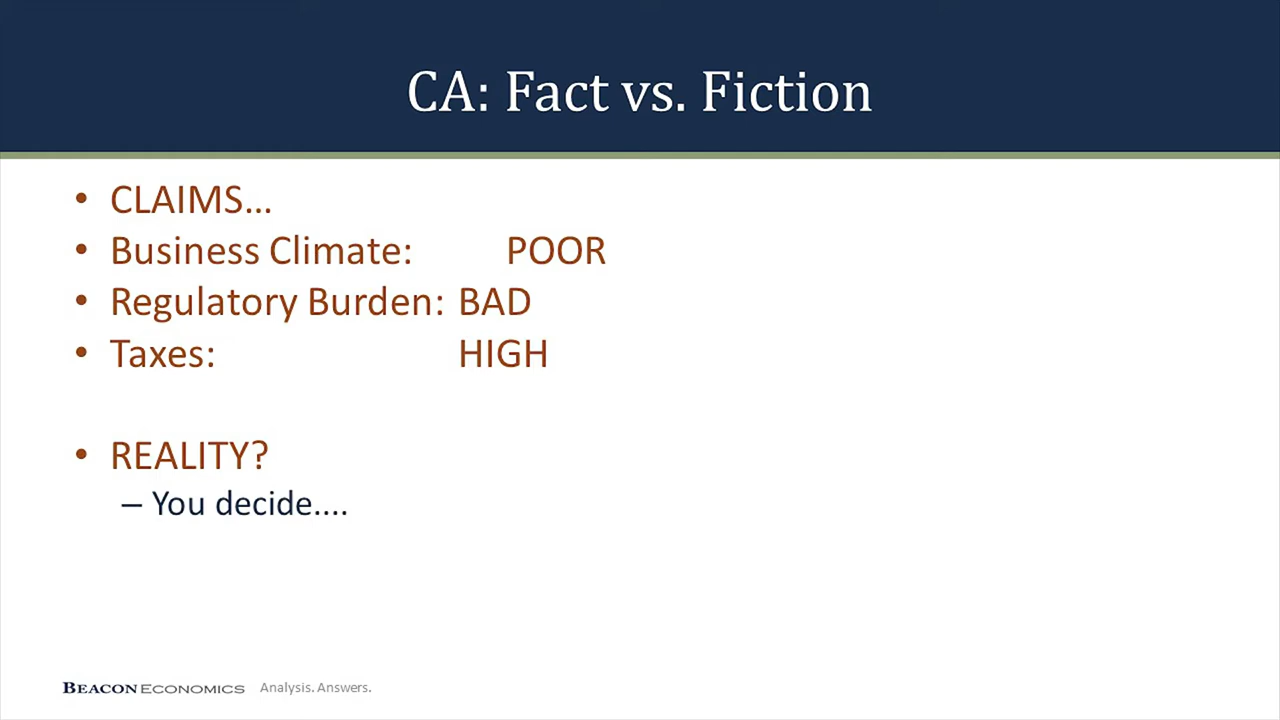 CA: Fact vs. Fiction
• CLAIMS...
• Business Climate: POOR
• Regulatory Burden: BAD
• Taxes: HIGH
• REALITY?
– You decide....
BEACON ECONOMICS Analysis. Answers.